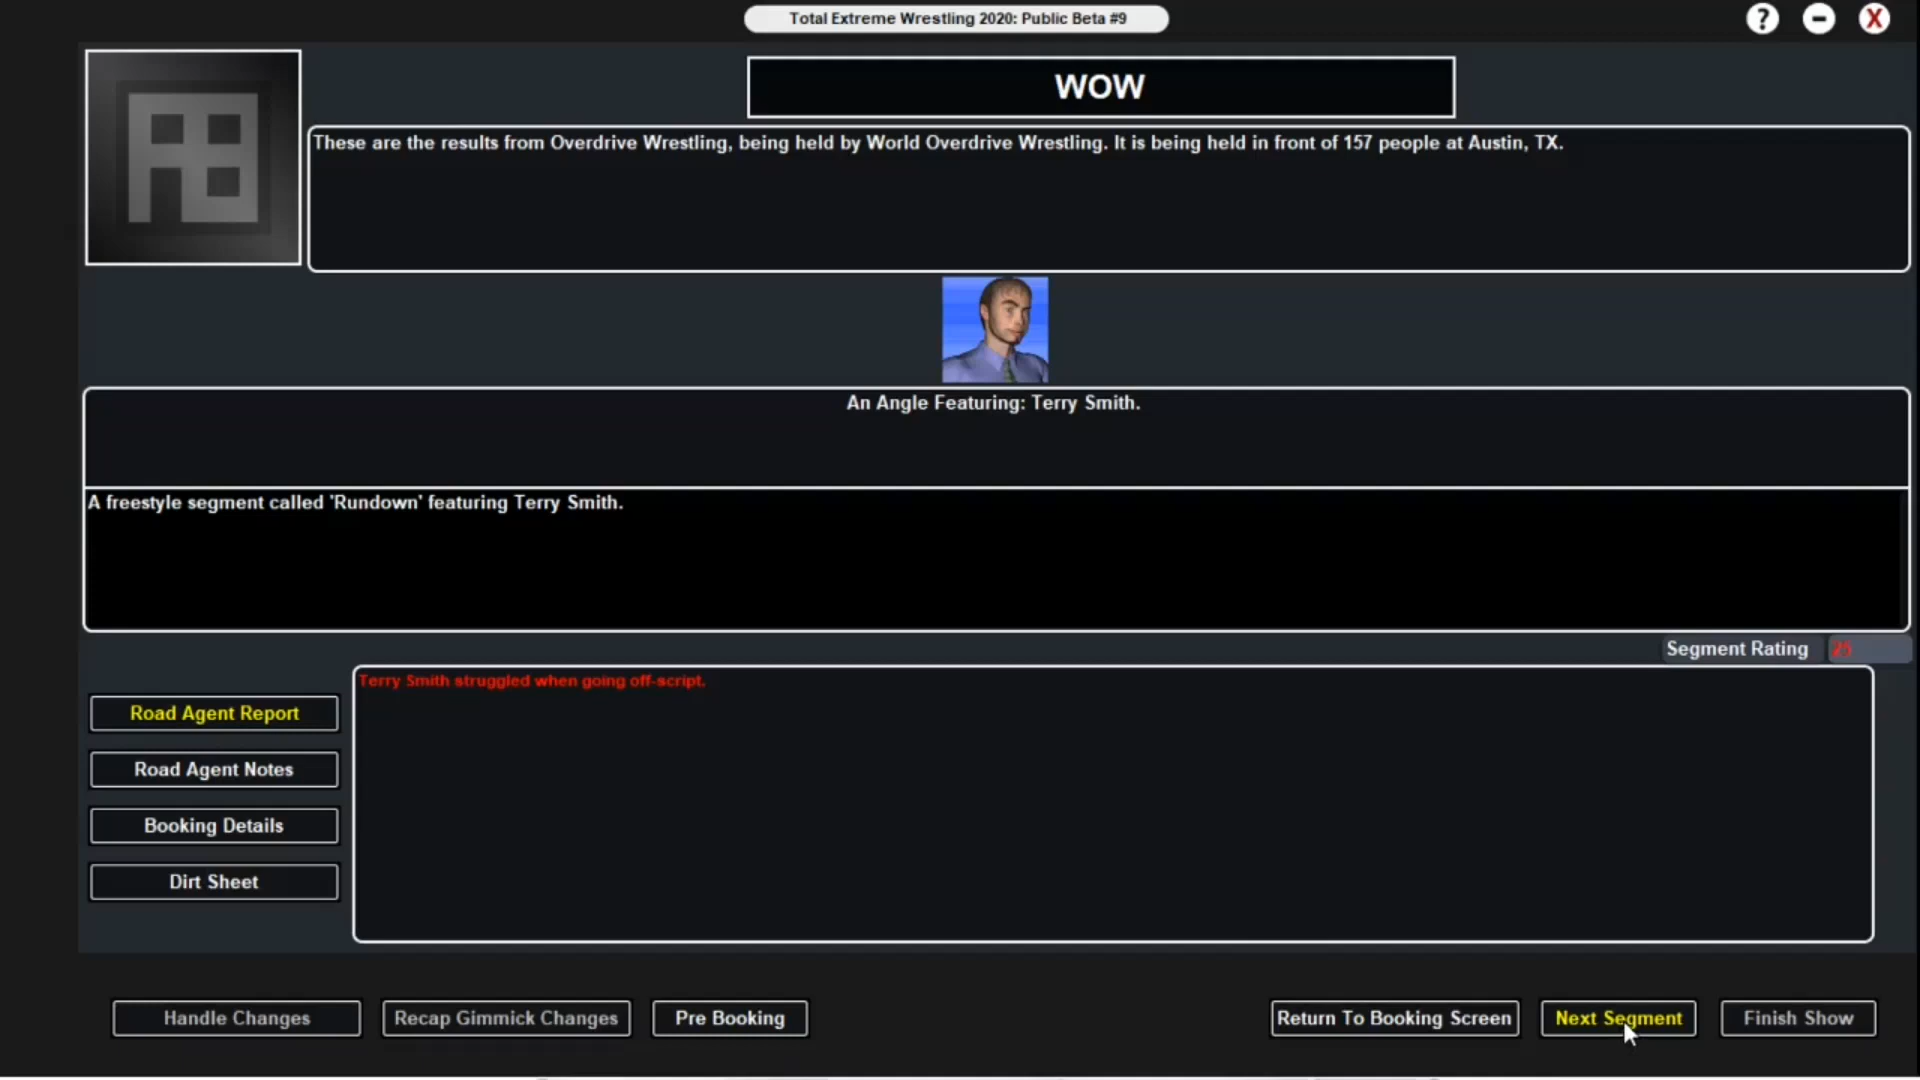 Total Extreme Wrestling 2020: Public Beta #9
? - X
WOW
These are the results from Overdrive Wrestling, being held by World Overdrive Wrestling. It is being held in front of 157 people at Austin, TX.
An Angle Featuring: Terry Smith.
A freestyle segment called 'Rundown' featuring Terry Smith.
Segment Rating 25
Terry Smith struggled when going off-script.
Road Agent Report
Road Agent Notes
Booking Details
Dirt Sheet
Handle Changes
Recap Gimmick Changes
Pre Booking
Return To Booking Screen
Next Segment
Finish Show